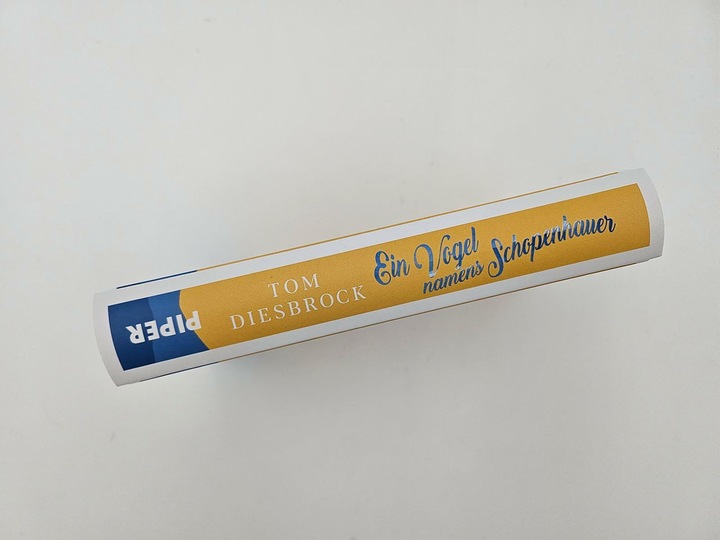 TOM
DIESBROCK
Ein Vogel
namens Schopenhauer
PIPER